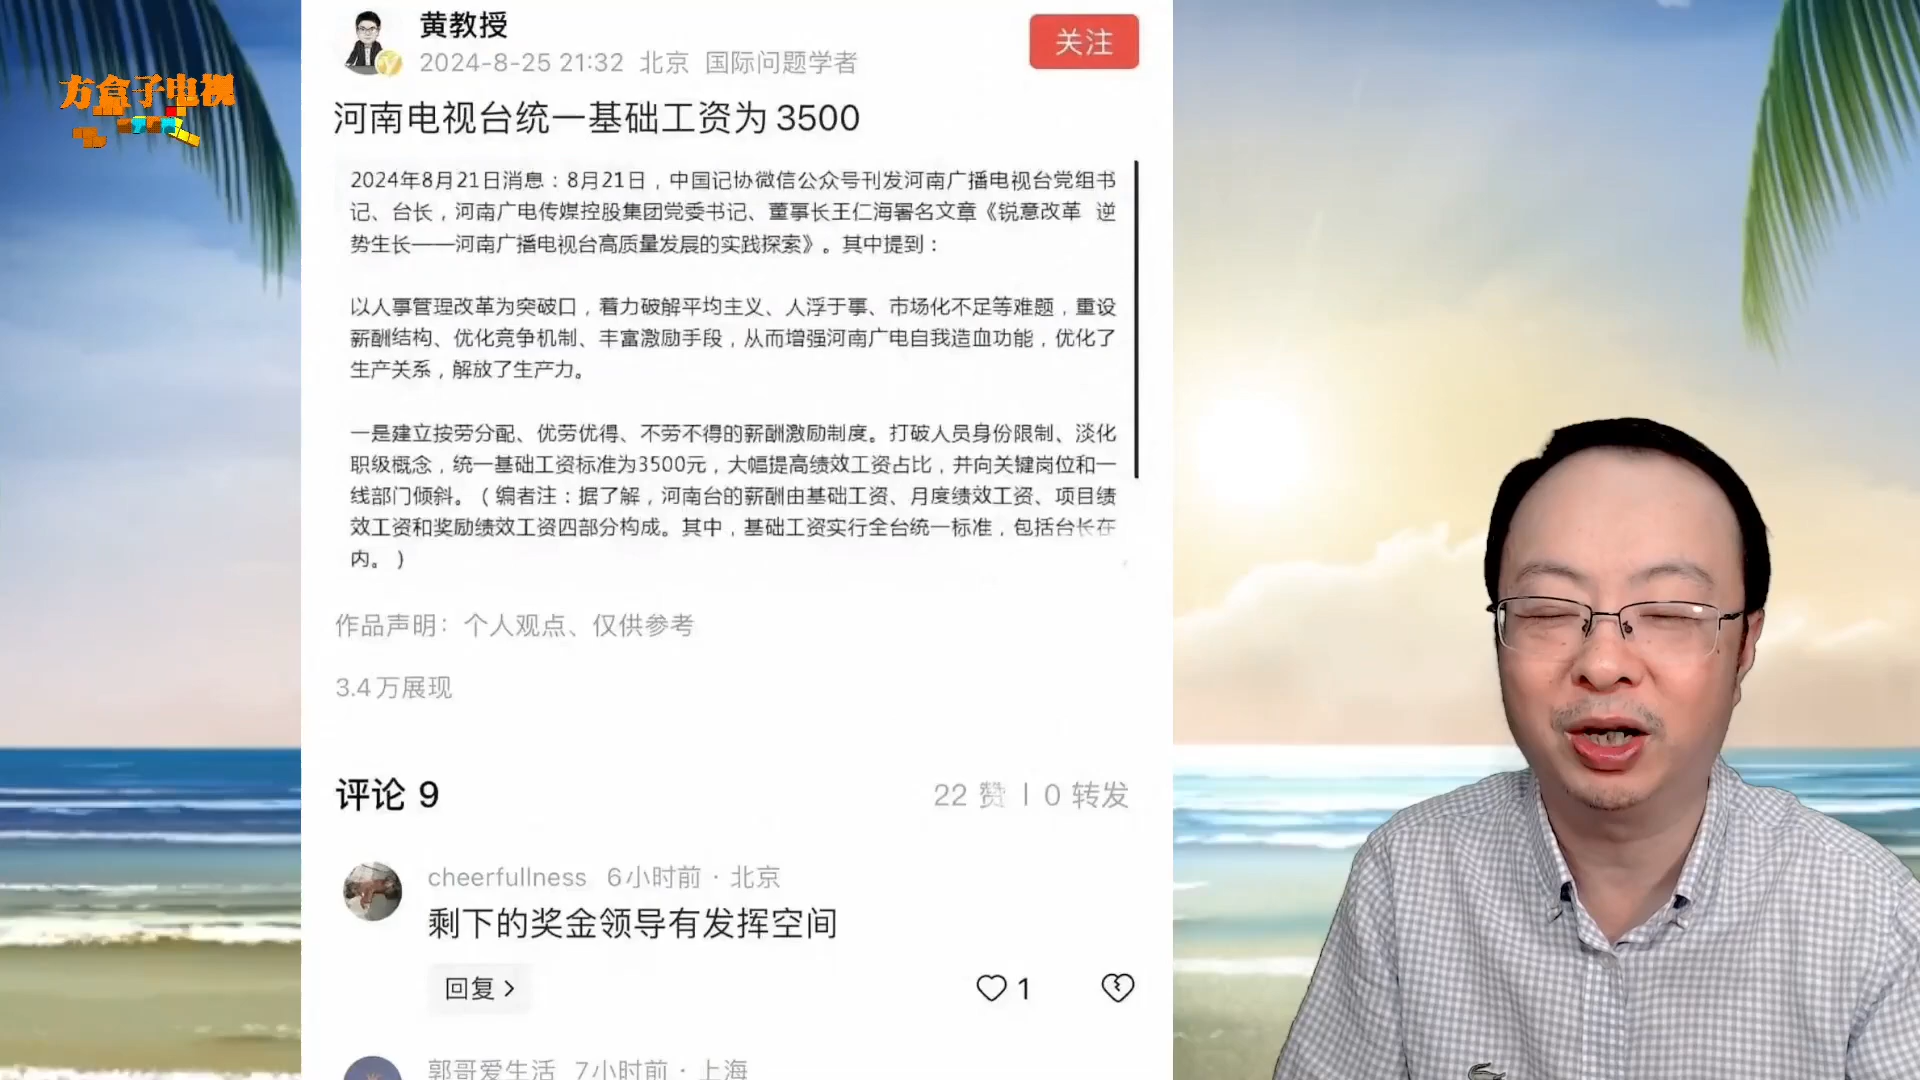 方盒子电视
黄教授
2024-8-25 21:32 北京 国际问题学者
关注
河南电视台统一基础工资为3500
2024年8月21日消息：8月21日，中国记协微信公众号刊发河南广播电视台党组书
记、台长，河南广电传媒控股集团党委书记、董事长王仁海署名文章《锐意改革 逆
势生长——河南广播电视台高质量发展的实践探索》。其中提到：
以人事管理改革为突破口，着力破解平均主义、人浮于事、市场化不足等难题，重设
薪酬结构、优化竞争机制、丰富激励手段，从而增强河南广电自我造血功能，优化了
生产关系，解放了生产力。
一是建立按劳分配、优劳优得、不劳不得的薪酬激励制度。打破人员身份限制、淡化
职级概念，统一基础工资标准为3500元，大幅提高绩效工资占比，并向关键岗位和一
线部门倾斜。（编者注：据了解，河南台的薪酬由基础工资、月度绩效工资、项目绩
效工资和奖励绩效工资四部分构成。其中，基础工资实行全台统一标准，包括台长在
内。）
作品声明：个人观点、仅供参考
3.4万展现
评论 9
22 赞 | 0 转发
cheerfullness 6小时前 · 北京
剩下的奖金领导有发挥空间
回复 >
1
郭哥爱生活 7小时前 · 上海